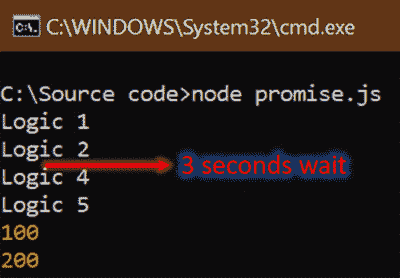 C:\WINDOWS\System32\cmd.exe
C:\Source code>node promise.js
Logic 1
Logic 2
3 seconds wait
Logic 4
Logic 5
100
200